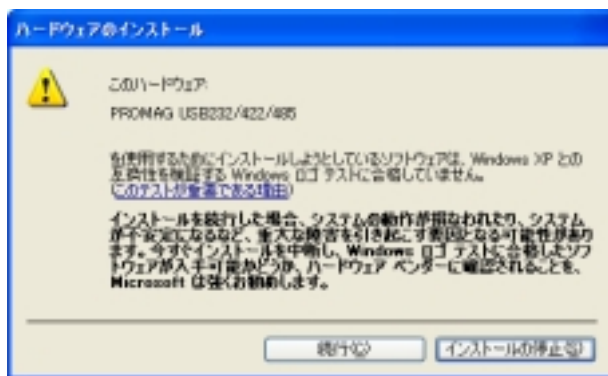 ハードウェアのインストール
このハードウェア:
PROMAG USB232/422/485
を使用するためにインストールしようとしているソフトウェアは、Windows XP との
互換性を検証する Windows ロゴ テストに合格していません。
(このテストが重要である理由)
インストールを続行した場合、システムの動作が損なわれたり、システム
が不安定になるなど、重大な障害を引き起こす要因となる可能性があり
ます。今すぐインストールを中断し、Windows ロゴ テストに合格したソフ
トウェアが入手可能かどうか、ハードウェア ベンダーに確認されることを、
Microsoft は強くお勧めします。
続行(C)
インストールの停止(S)